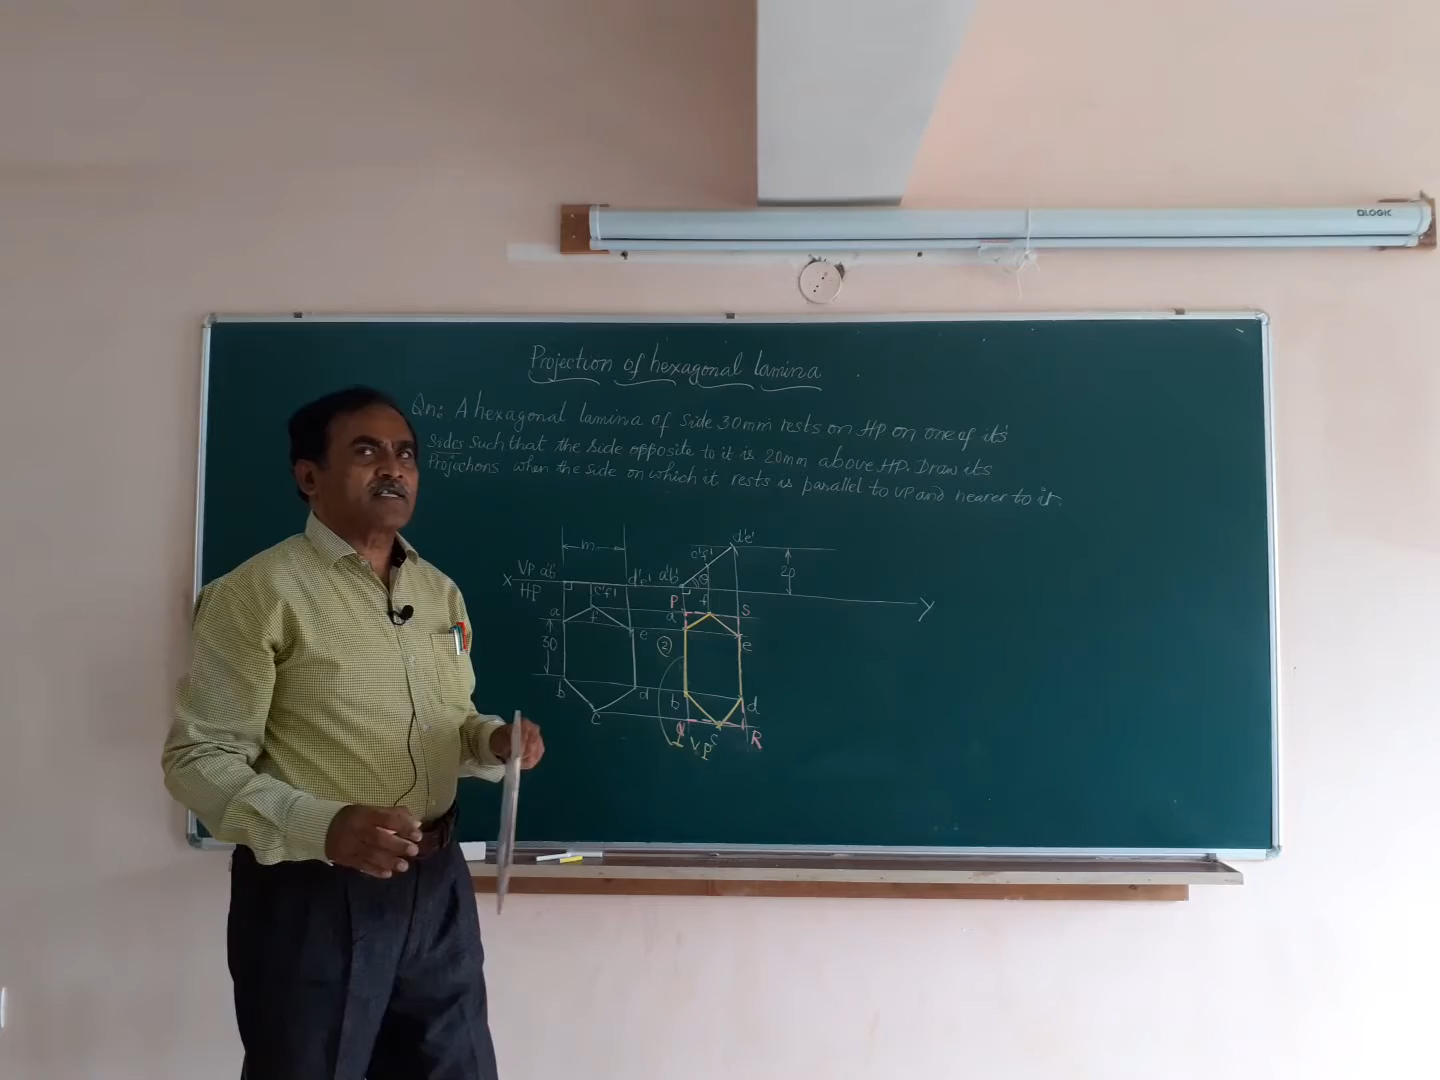 QLOGIC
Projection of hexagonal lamina
Qn: A hexagonal lamina of side 30mm rests on HP on one of it's
sides such that the side opposite to it is 20mm above HP. Draw its
Projections when the side on which it rests is parallel to VP and nearer to it.
d'e'
m
c'f'
20
X VP a'b' d'e' a'b' θ
HP c'f'
P f S Y
a f a
e e
30 2
b d b d
c Q c R
VP